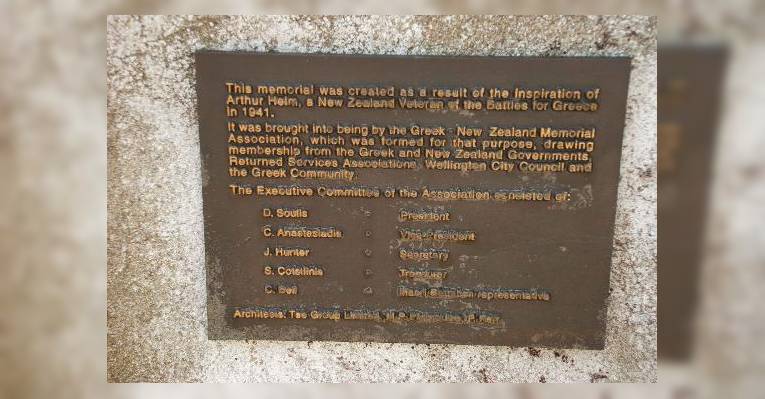 This memorial was created as a result of the Inspiration of
Arthur Helm, a New Zealand Veteran of the Battles for Greece
in 1941.
It was brought into being by the Greek - New Zealand Memorial
Association, which was formed for that purpose, drawing
membership from the Greek and New Zealand Governments,
Returned Services Associations, Wellington City Council and
the Greek Community.
The Executive Committee of the Association consisted of:
D. Soulis - President
C. Anastasiadis - Vice President
J. Hunter - Secretary
S. Cotsilinis - Treasurer
C. - representative
Architects: Tse Group Limited,